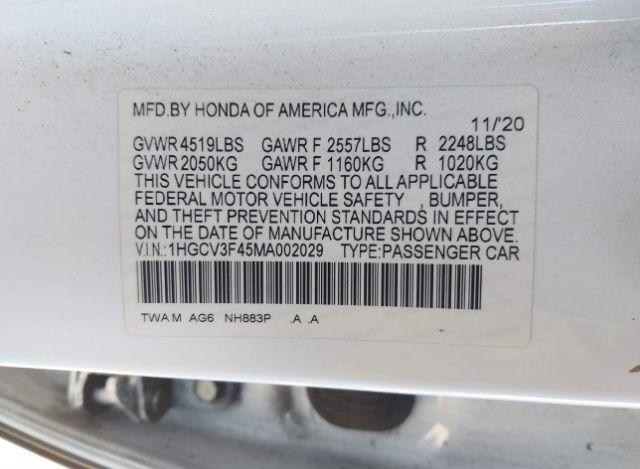 MFD.BY HONDA OF AMERICA MFG.,INC.
11/'20
GVWR 4519LBS GAWR F 2557LBS R 2248LBS
GVWR 2050KG GAWR F 1160KG R 1020KG
THIS VEHICLE CONFORMS TO ALL APPLICABLE
FEDERAL MOTOR VEHICLE SAFETY , BUMPER,
AND THEFT PREVENTION STANDARDS IN EFFECT
ON THE DATE OF MANUFACTURE SHOWN ABOVE.
V.I.N.:1HGCV3F45MA002029 TYPE:PASSENGER CAR
TWA M AG6 NH883P .A .A